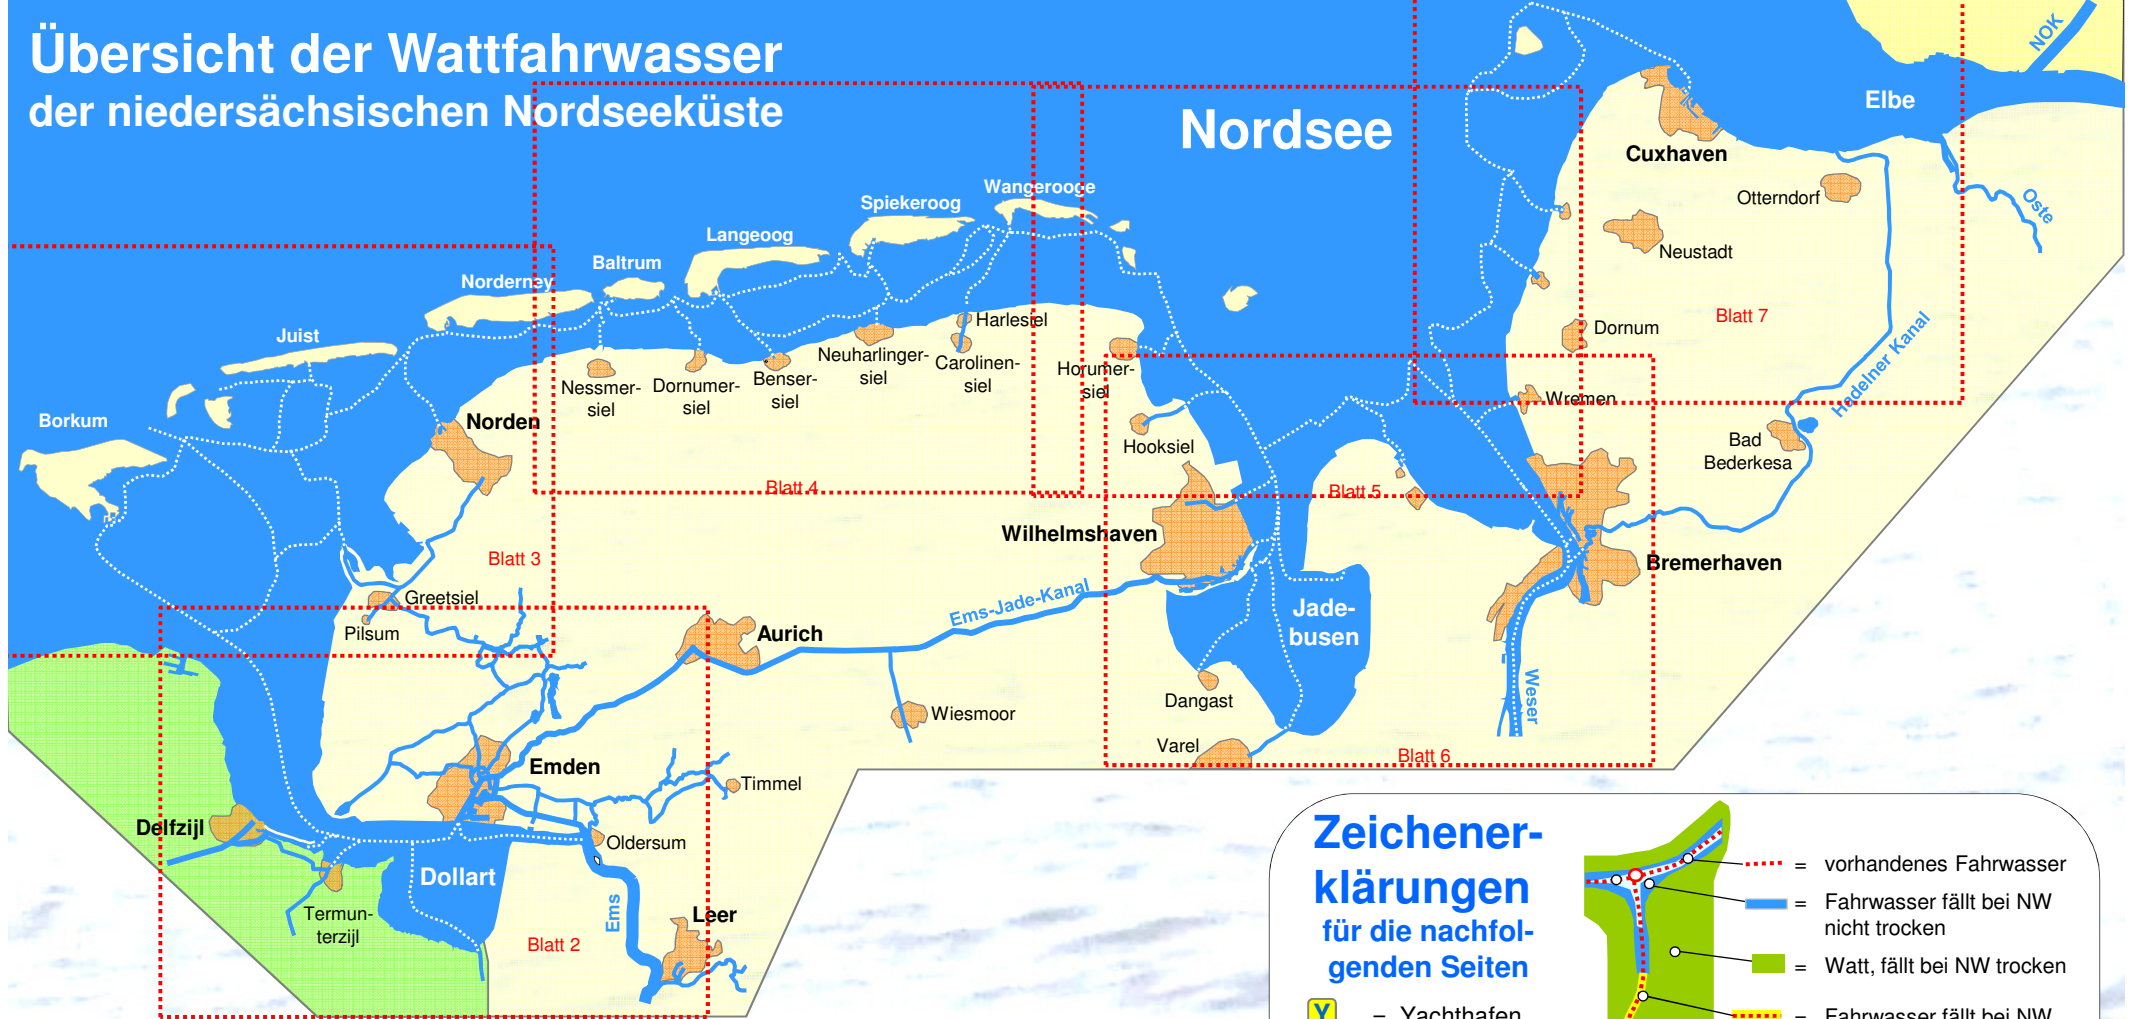 Übersicht der Wattfahrwasser
der niedersächsischen Nordseeküste
Nordsee
Elbe
NOK
Cuxhaven
Otterndorf
Oste
Neustadt
Wangerooge
Spiekeroog
Langeoog
Baltrum
Norderney
Juist
Borkum
Harlesiel
Carolinen-
siel
Neuharlinger-
siel
Benser-
siel
Dornumer-
siel
Nessmer-
siel
Horumer-
siel
Hooksiel
Dornum
Blatt 7
Wremen
Hadelner Kanal
Bad
Bederkesa
Norden
Blatt 4
Blatt 5
Blatt 3
Wilhelmshaven
Bremerhaven
Greetsiel
Pilsum
Ems-Jade-Kanal
Jade-
busen
Aurich
Dangast
Weser
Wiesmoor
Varel
Blatt 6
Emden
Timmel
Delfzijl
Oldersum
Dollart
Termun-
terzijl
Ems
Leer
Blatt 2
Zeichener-
klärungen
für die nachfol-
genden Seiten
Y = Yachthafen
= vorhandenes Fahrwasser
= Fahrwasser fällt bei NW
nicht trocken
= Watt, fällt bei NW trocken
= Fahrwasser fällt bei NW